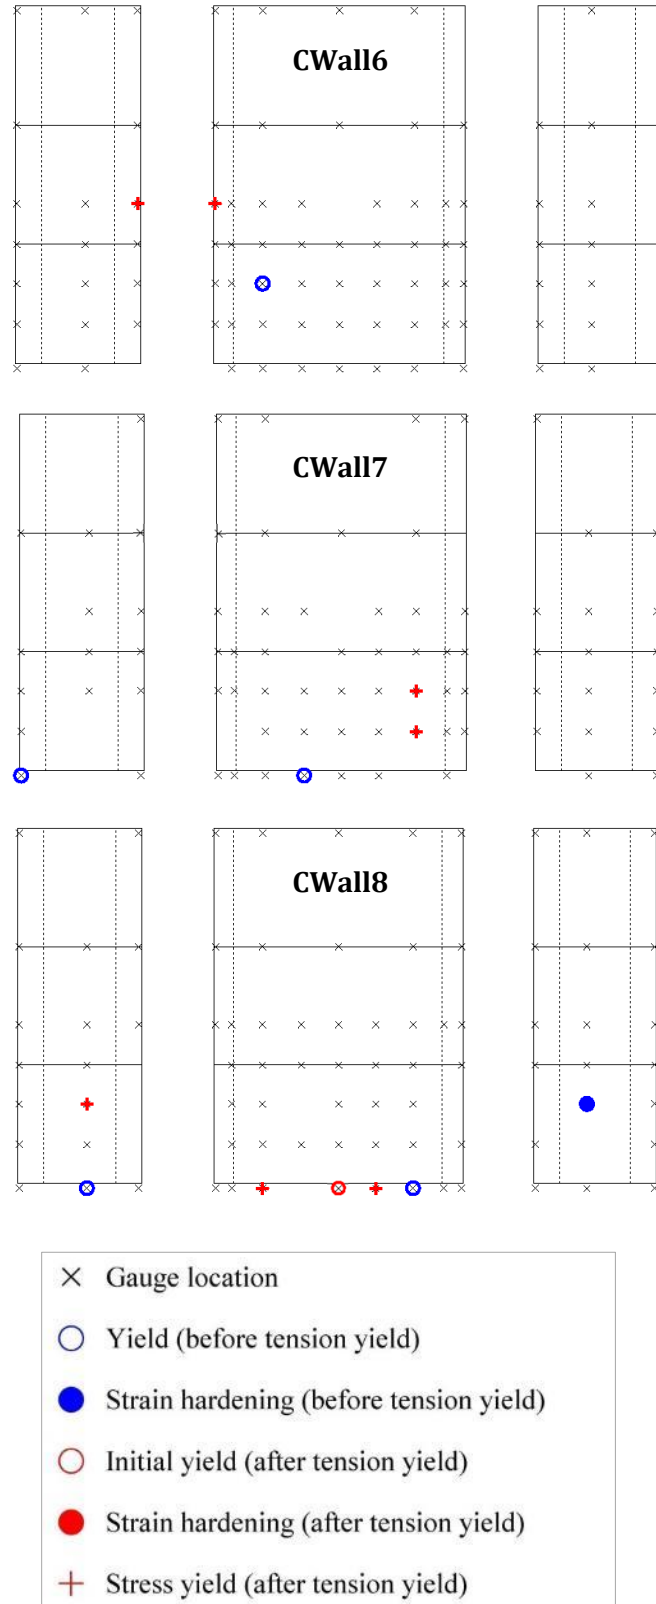 CWall6
CWall7
CWall8
Gauge location
Yield (before tension yield)
Strain hardening (before tension yield)
Initial yield (after tension yield)
Strain hardening (after tension yield)
Stress yield (after tension yield)